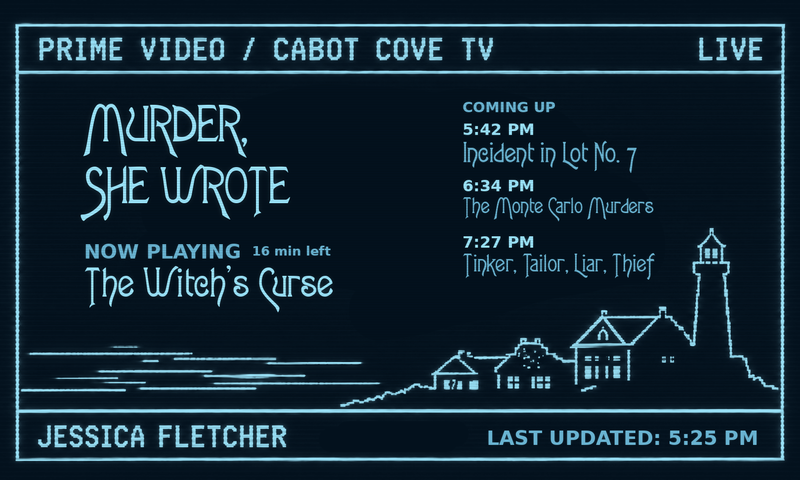 PRIME VIDEO / CABOT COVE TV
LIVE
MURDER,
SHE WROTE
NOW PLAYING 16 min left
The Witch's Curse
COMING UP
5:42 PM
Incident in Lot No. 7
6:34 PM
The Monte Carlo Murders
7:27 PM
Tinker, Tailor, Liar, Thief
JESSICA FLETCHER
LAST UPDATED: 5:25 PM